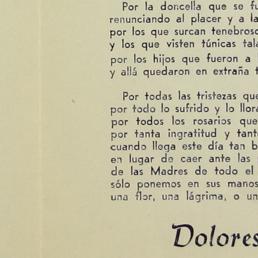 Por la doncella que se fu
renunciando al placer y a la
por los que surcan tenebroso
y los que visten túnicas tala
por los hijos que fueron a
y allá quedaron en extraña t
Por todas las tristezas que
por todo lo sufrido y lo llora
por todos los rosarios que
por tanta ingratitud y tant
cuando llega este día tan b
en lugar de caer ante las
de las Madres de todo el
sólo ponemos en sus manos
una flor, una lágrima, o un
Dolores